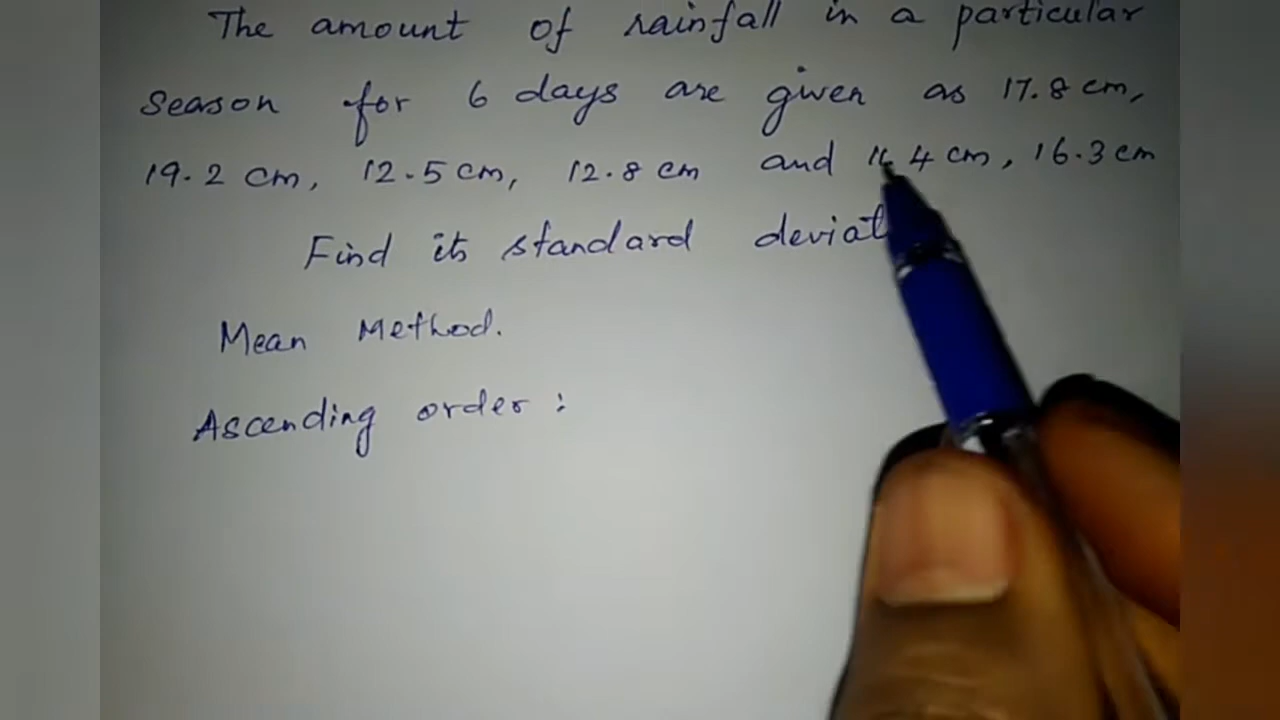 The amount of rainfall in a particular
Season for 6 days are given as 17.8 cm,
19.2 cm, 12.5 cm, 12.8 cm and 4 cm, 16.3 cm
Find its standard
Mean Method.
Ascending order :